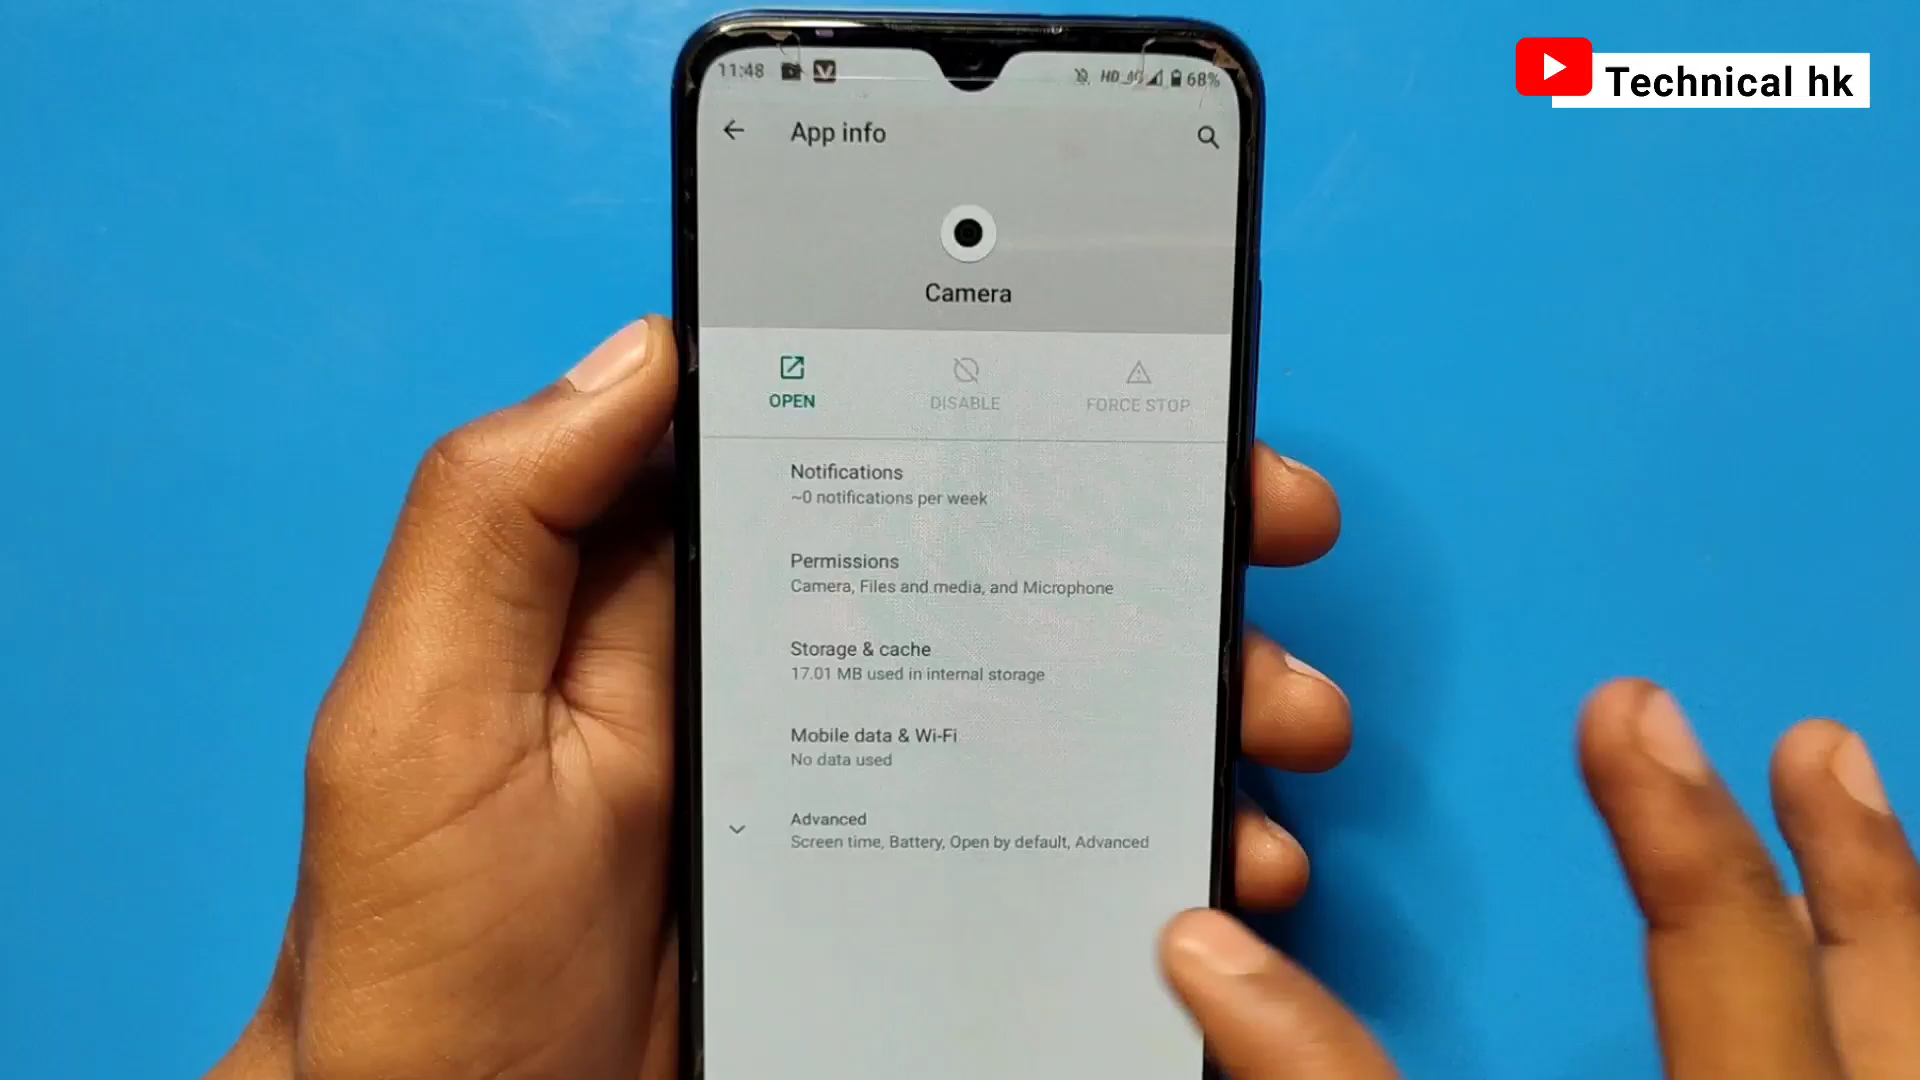 Technical hk
11:48 HD 4G 68%
App info
Camera
OPEN
DISABLE
FORCE STOP
Notifications
~0 notifications per week
Permissions
Camera, Files and media, and Microphone
Storage & cache
17.01 MB used in internal storage
Mobile data & Wi-Fi
No data used
Advanced
Screen time, Battery, Open by default, Advanced